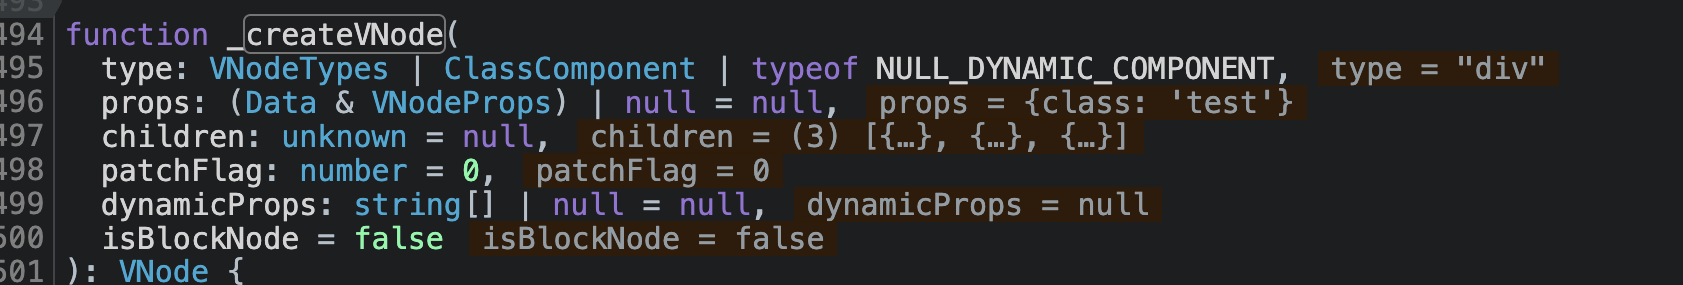 493
494 function _createVNode(
495 type: VNodeTypes | ClassComponent | typeof NULL_DYNAMIC_COMPONENT, type = "div"
496 props: (Data & VNodeProps) | null = null, props = {class: 'test'}
497 children: unknown = null, children = (3) [{…}, {…}, {…}]
498 patchFlag: number = 0, patchFlag = 0
499 dynamicProps: string[] | null = null, dynamicProps = null
500 isBlockNode = false isBlockNode = false
501 ): VNode {